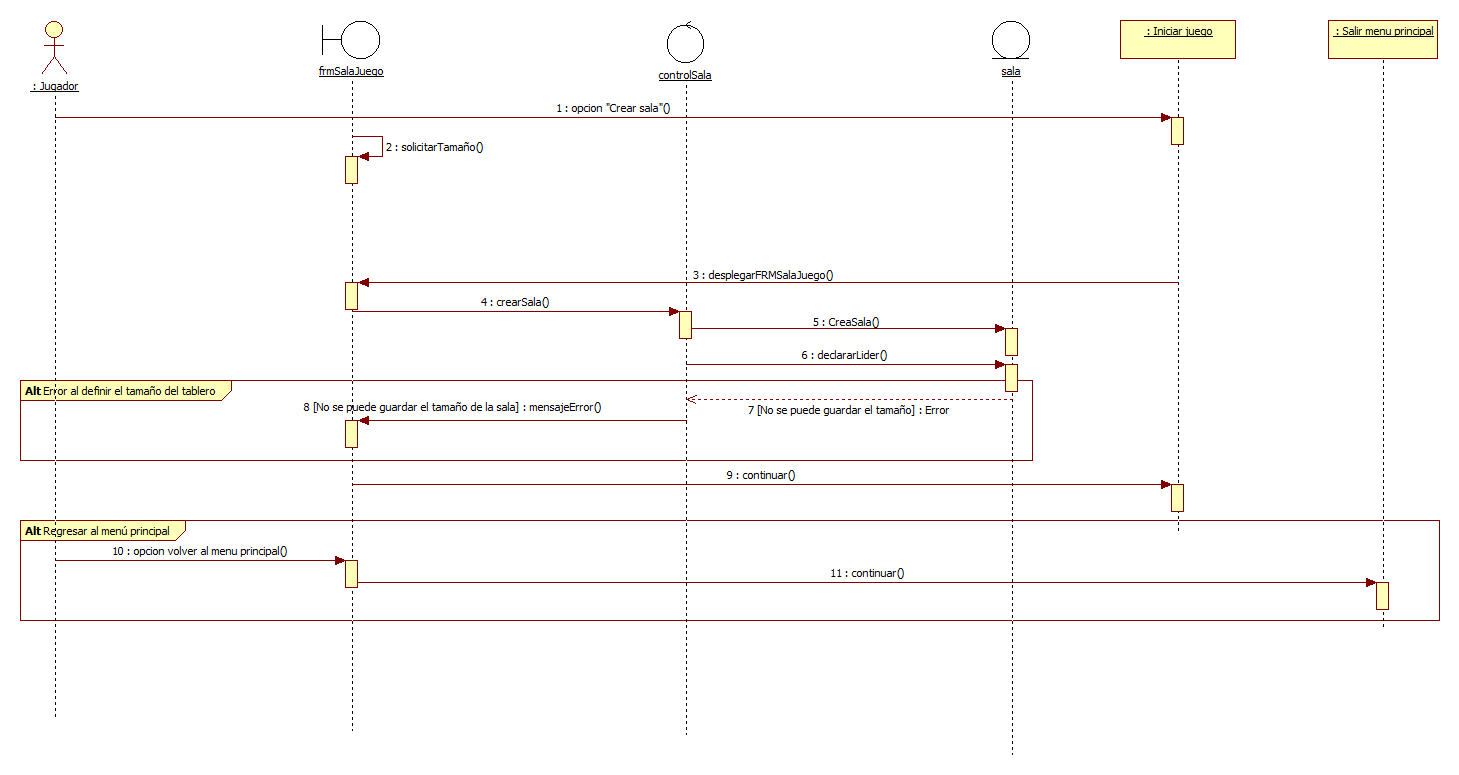 : Jugador
frmSalaJuego
controlSala
sala
: Iniciar juego
: Salir menu principal
1 : opcion "Crear sala"()
2 : solicitarTamaño()
3 : desplegarFRMSalaJuego()
4 : crearSala()
5 : CreaSala()
6 : declararLider()
Alt Error al definir el tamaño del tablero
7 [No se puede guardar el tamaño] : Error
8 [No se puede guardar el tamaño de la sala] : mensajeError()
9 : continuar()
Alt Regresar al menú principal
10 : opcion volver al menu principal()
11 : continuar()